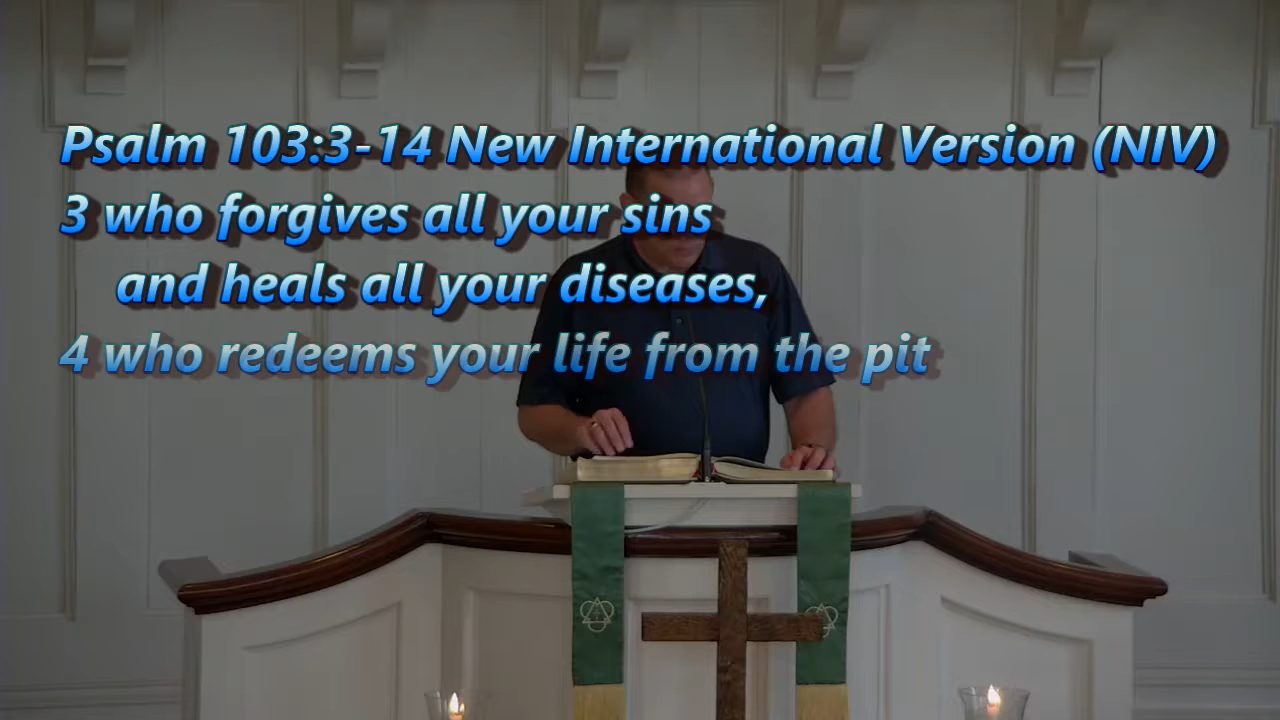 Psalm 103:3-14 New International Version (NIV)
3 who forgives all your sins
and heals all your diseases,
4 who redeems your life from the pit